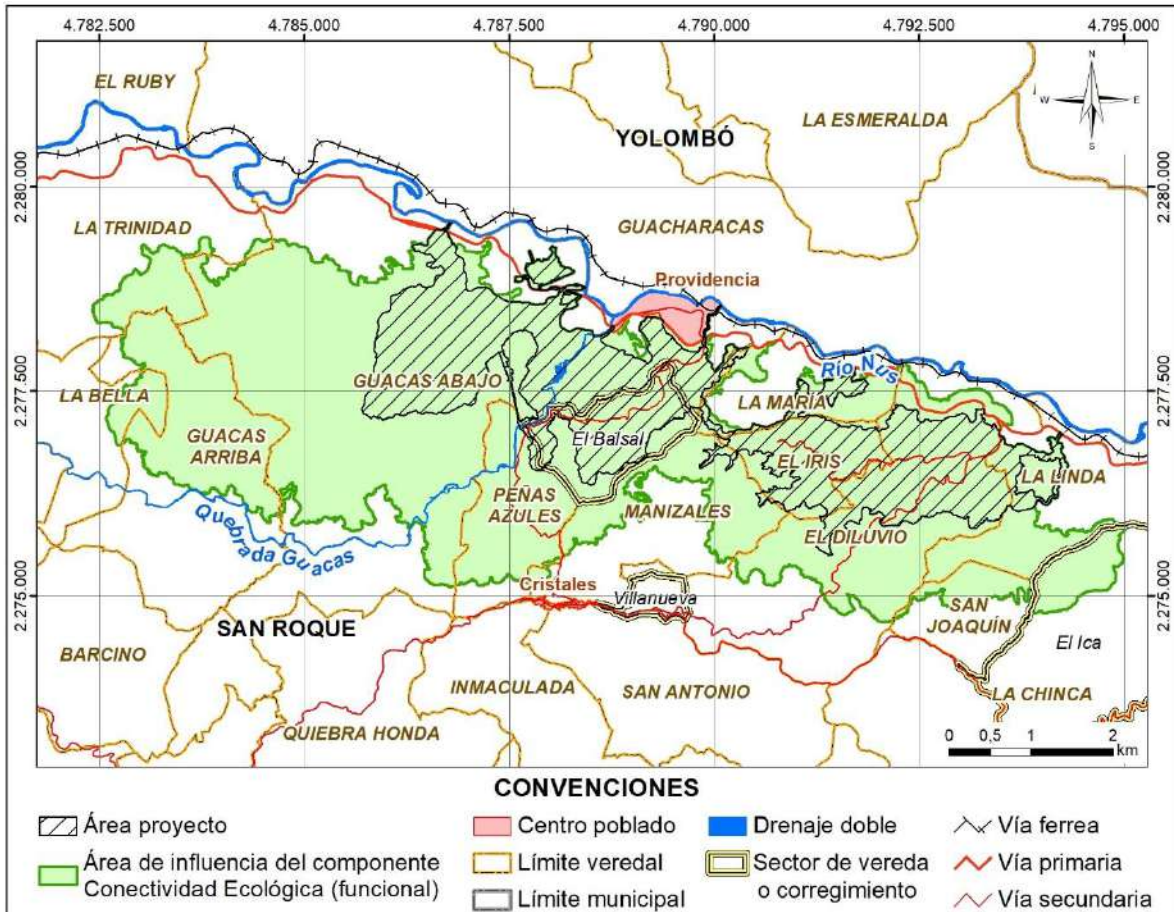 4.782.500 4.785.000 4.787.500 4.790.000 4.792.500 4.795.000
2.280.000
2.277.500
2.275.000
2.280.000
2.277.500
2.275.000
N
W E
S
EL RUBY
YOLOMBÓ
LA ESMERALDA
LA TRINIDAD
GUACHARACAS
Providencia
Río Nus
LA BELLA
GUACAS ABAJO
LA MARÍA
GUACAS
ARRIBA
El Balsal
EL IRIS
LA LINDA
PEÑAS
AZULES
MANIZALES
EL DILUVIO
Quebrada Guacas
Cristales
Villanueva
SAN
JOAQUÍN
SAN ROQUE
El Ica
BARCINO
INMACULADA
SAN ANTONIO
LA CHINCA
QUIEBRA HONDA
0 0,5 1 2
km
CONVENCIONES
Área proyecto
Área de influencia del componente
Conectividad Ecológica (funcional)
Centro poblado
Límite veredal
Límite municipal
Drenaje doble
Sector de vereda
o corregimiento
Vía ferrea
Vía primaria
Vía secundaria